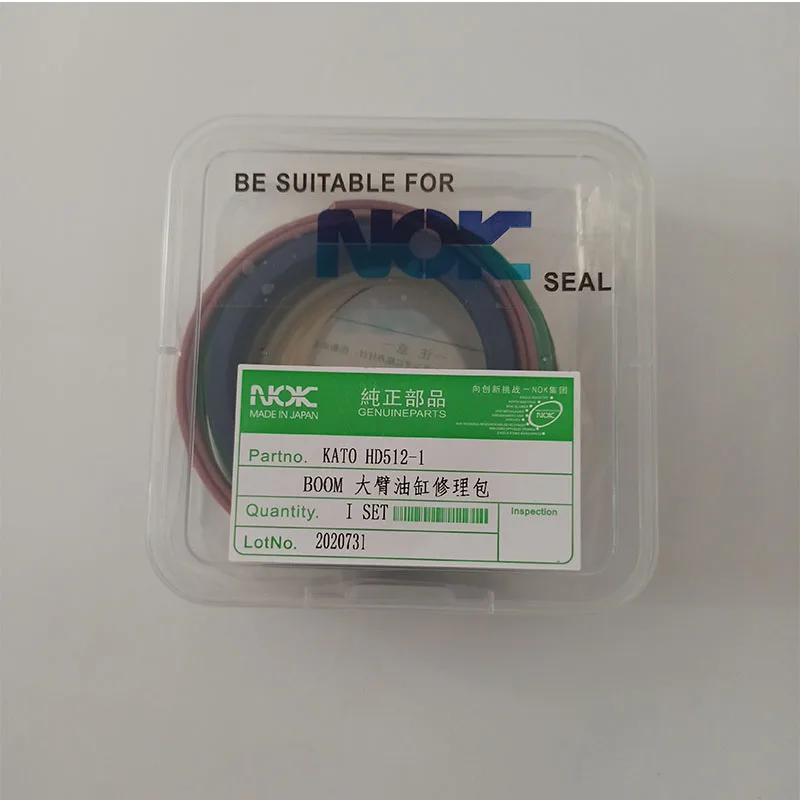 BE SUITABLE FOR
NOK
SEAL
NOK
MADE IN JAPAN
純正部品
GENUINEPARTS
向创新挑战一NOK集团
NOK
Partno. KATO HD512-1
BOOM 大臂油缸修理包
Quantity. I SET
Inspection
LotNo. 2020731